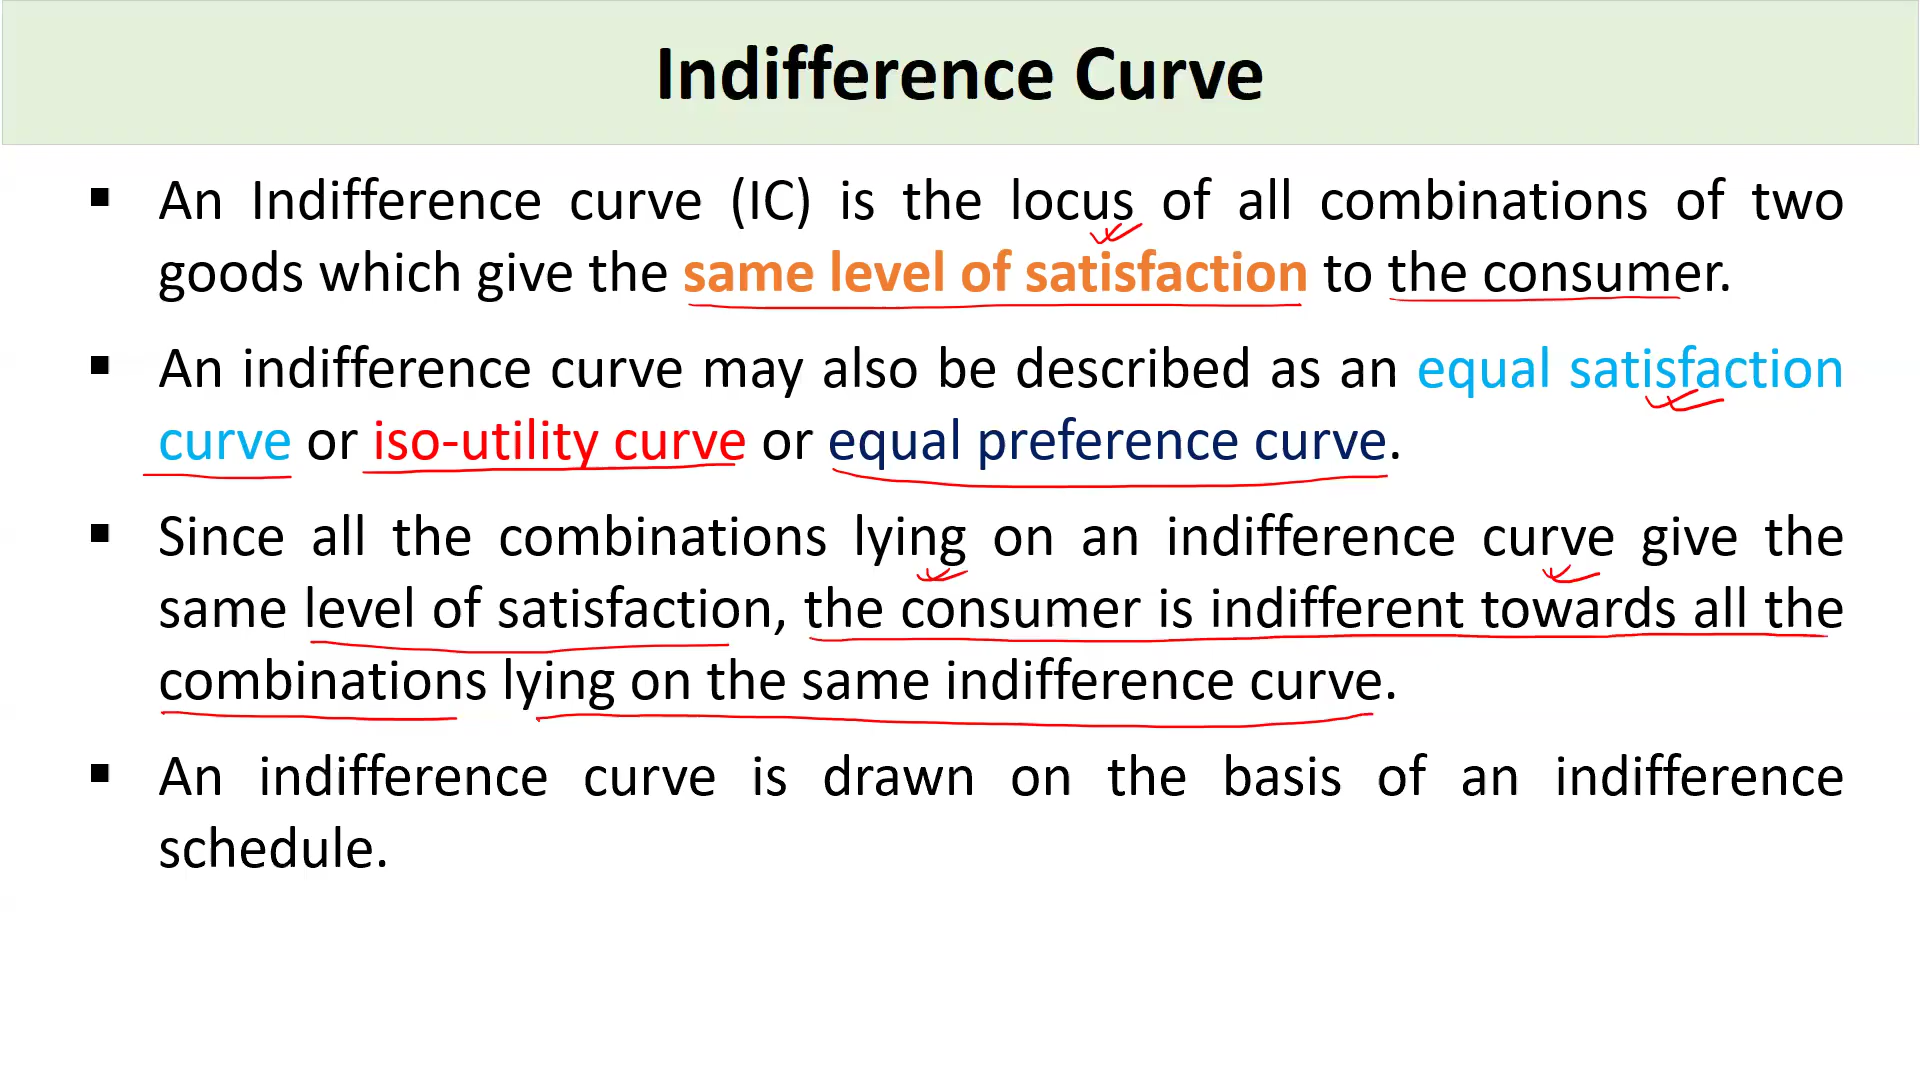 Indifference Curve
▪ An Indifference curve (IC) is the locus of all combinations of two
goods which give the same level of satisfaction to the consumer.
▪ An indifference curve may also be described as an equal satisfaction
curve or iso-utility curve or equal preference curve.
▪ Since all the combinations lying on an indifference curve give the
same level of satisfaction, the consumer is indifferent towards all the
combinations lying on the same indifference curve.
▪ An indifference curve is drawn on the basis of an indifference
schedule.